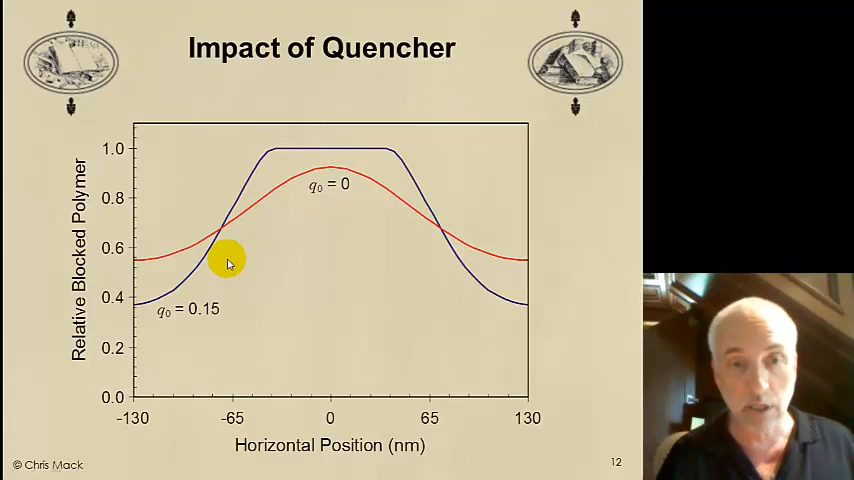 Impact of Quencher
Relative Blocked Polymer
1.0
0.8
0.6
0.4
0.2
0.0
q₀ = 0
q₀ = 0.15
-130
-65
0
65
130
Horizontal Position (nm)
© Chris Mack
12